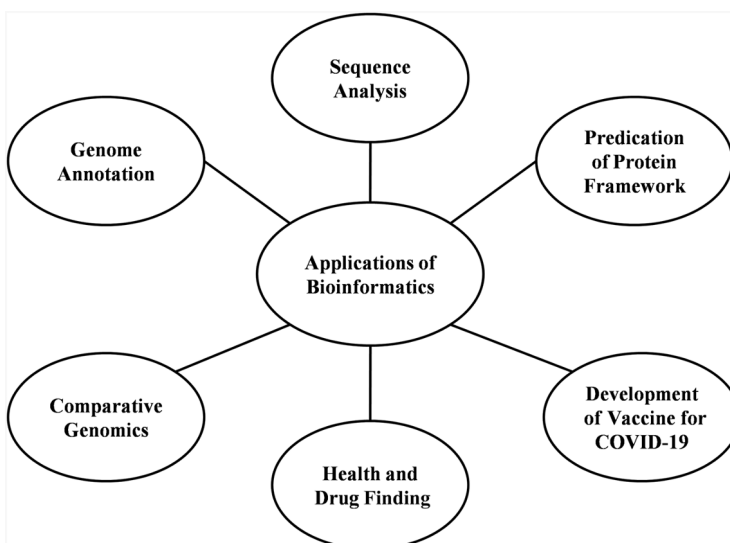 Sequence
Analysis
Genome
Annotation
Predication
of Protein
Framework
Applications of
Bioinformatics
Comparative
Genomics
Development
of Vaccine for
COVID-19
Health and
Drug Finding